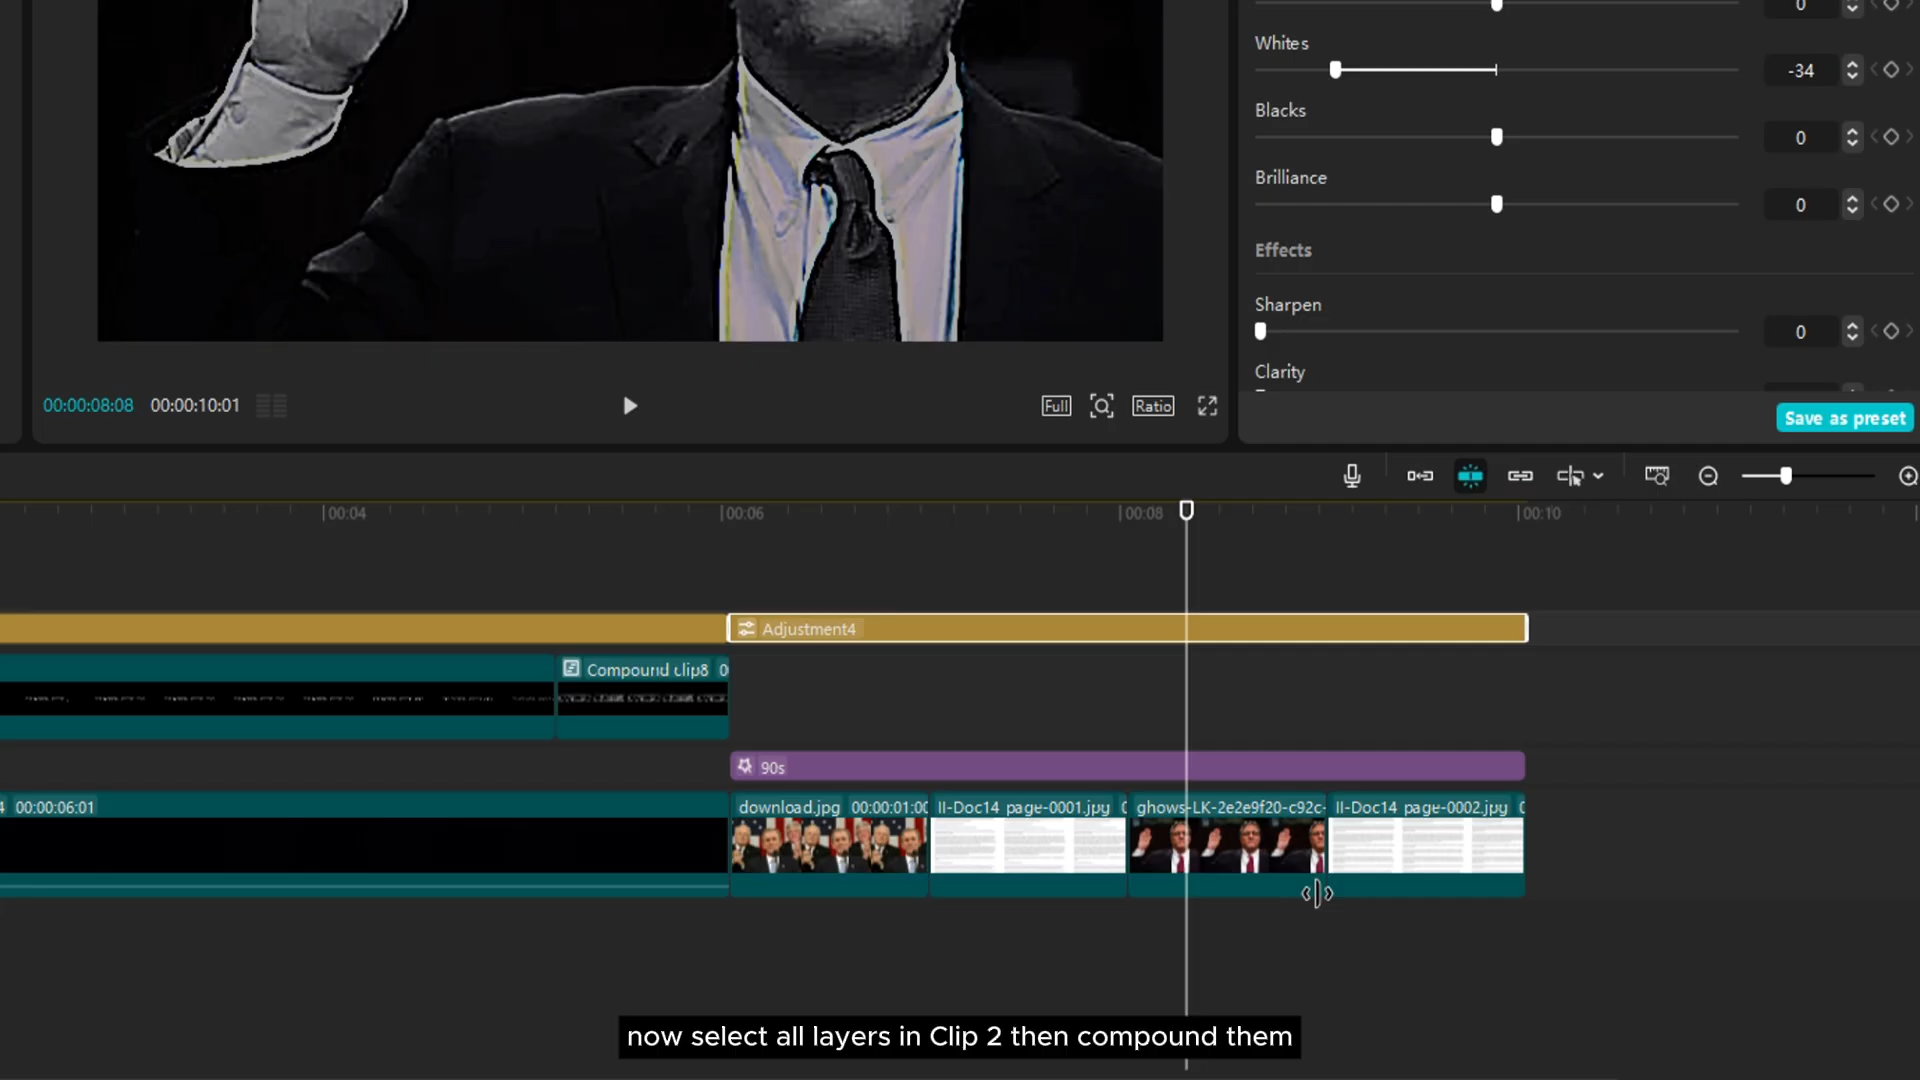 0
Whites
-34
Blacks
0
Brilliance
0
Effects
Sharpen
0
Clarity
00:00:08:08 00:00:10:01
Full
Ratio
Save as preset
00:04 00:06 00:08 00:10
Adjustment4
Compound clip8
90s
4 00:00:06:01
download.jpg 00:00:01:00
II-Doc14 page-0001.jpg
ghows-LK-2e2e9f20-c92c-
II-Doc14 page-0002.jpg
now select all layers in Clip 2 then compound them